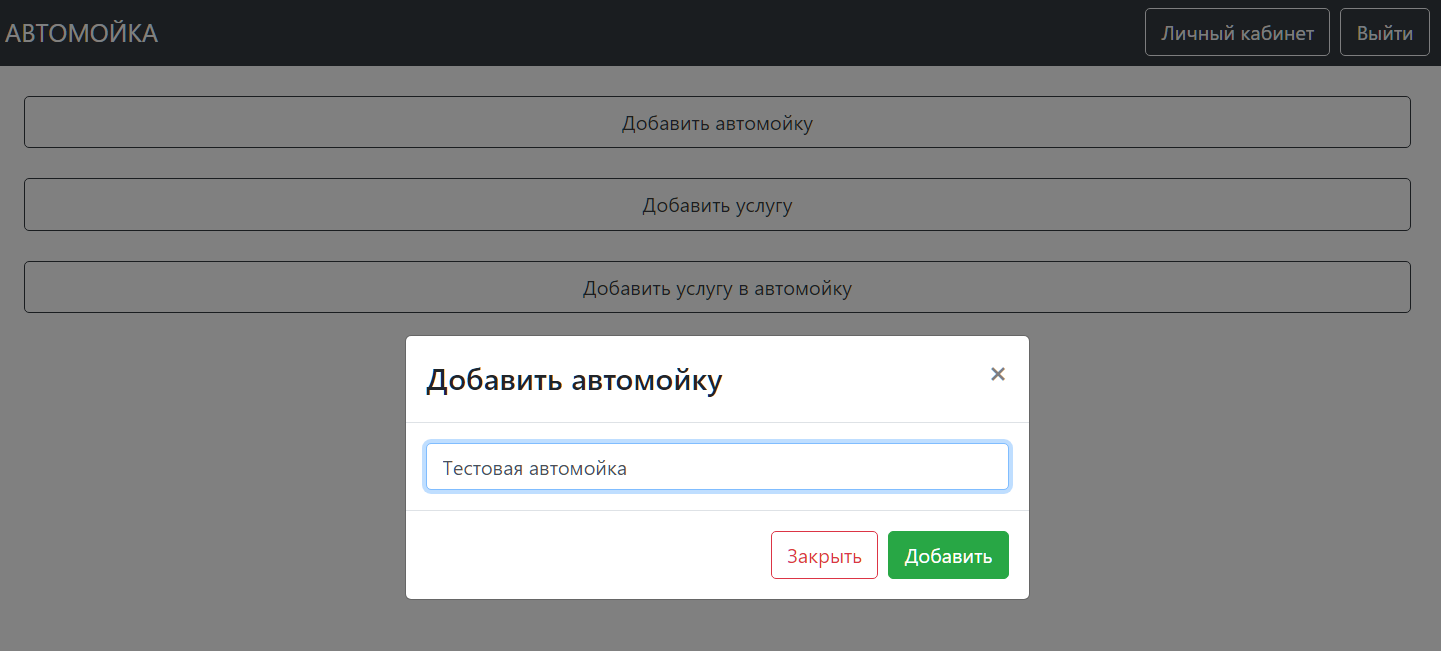 АВТОМОЙКА
Личный кабинет
Выйти
Добавить автомойку
Добавить услугу
Добавить услугу в автомойку
Добавить автомойку
×
Тестовая автомойка
Закрыть
Добавить